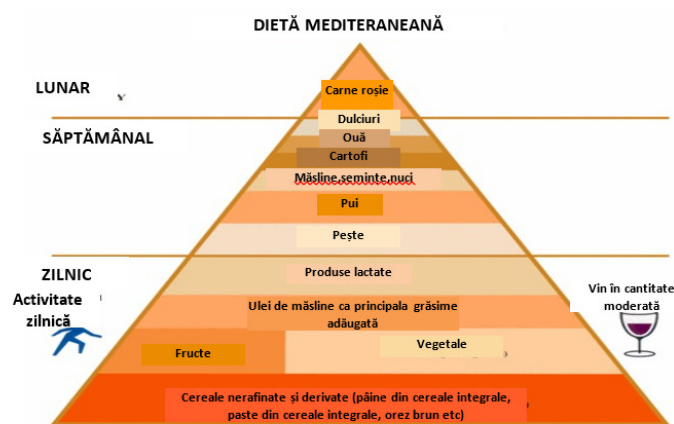 DIETĂ MEDITERANEANĂ
LUNAR
Carne roșie
Dulciuri
SĂPTĂMÂNAL
Ouă
Cartofi
Măsline,seminte,nuci
Pui
Pește
ZILNIC
Produse lactate
Activitate
zilnică
Vin în cantitate
moderată
Ulei de măsline ca principala grăsime
adăugată
Fructe
Vegetale
Cereale nerafinate și derivate (pâine din cereale integrale,
paste din cereale integrale, orez brun etc)